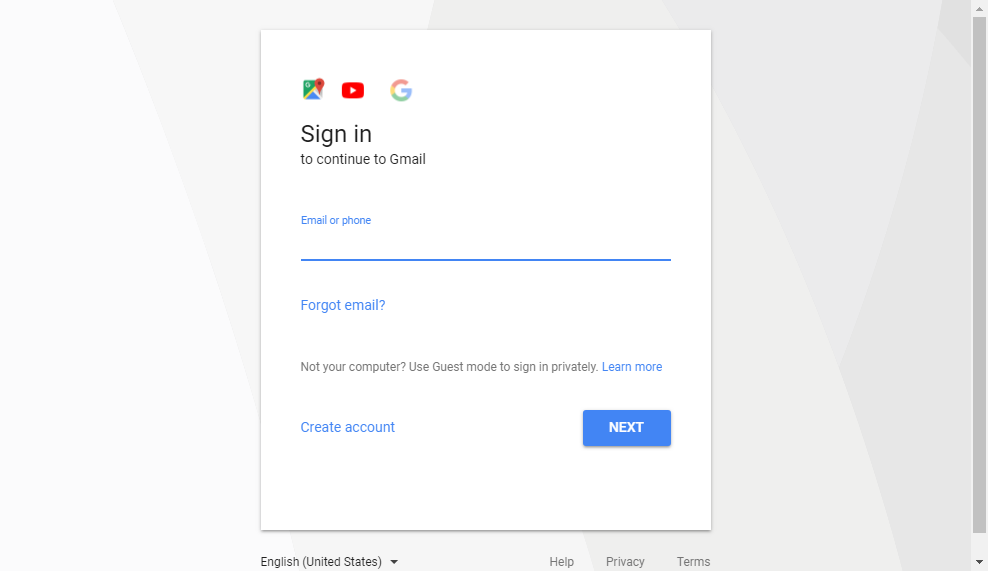 Sign in
to continue to Gmail
Email or phone
Forgot email?
Not your computer? Use Guest mode to sign in privately. Learn more
Create account
NEXT
English (United States)
Help
Privacy
Terms